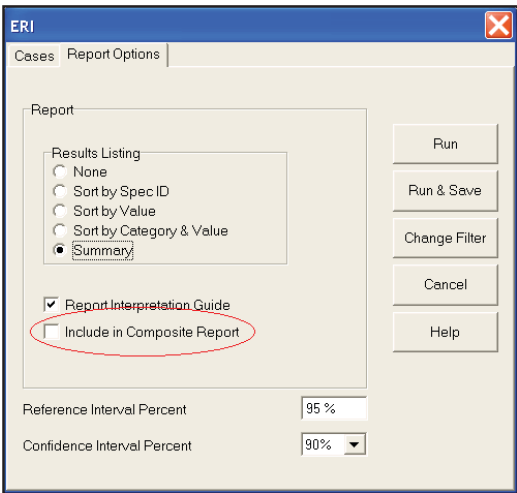 ERI
Cases Report Options
Report
Results Listing
None
Sort by Spec ID
Sort by Value
Sort by Category & Value
Summary
Report Interpretation Guide
Include in Composite Report
Reference Interval Percent 95 %
Confidence Interval Percent 90%
Run
Run & Save
Change Filter
Cancel
Help